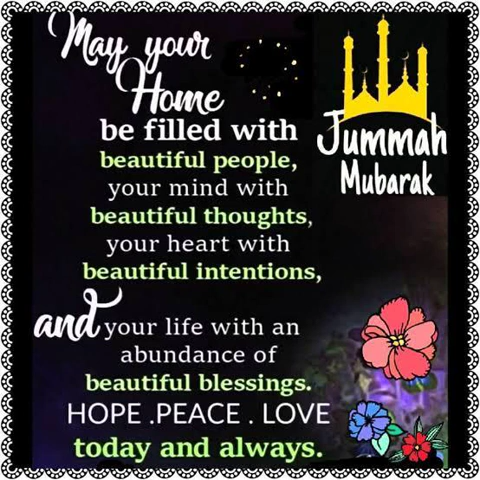 May your
Home
be filled with
beautiful people,
your mind with
beautiful thoughts,
your heart with
beautiful intentions,
and your life with an
abundance of
beautiful blessings.
HOPE .PEACE . LOVE
today and always.
Jummah
Mubarak